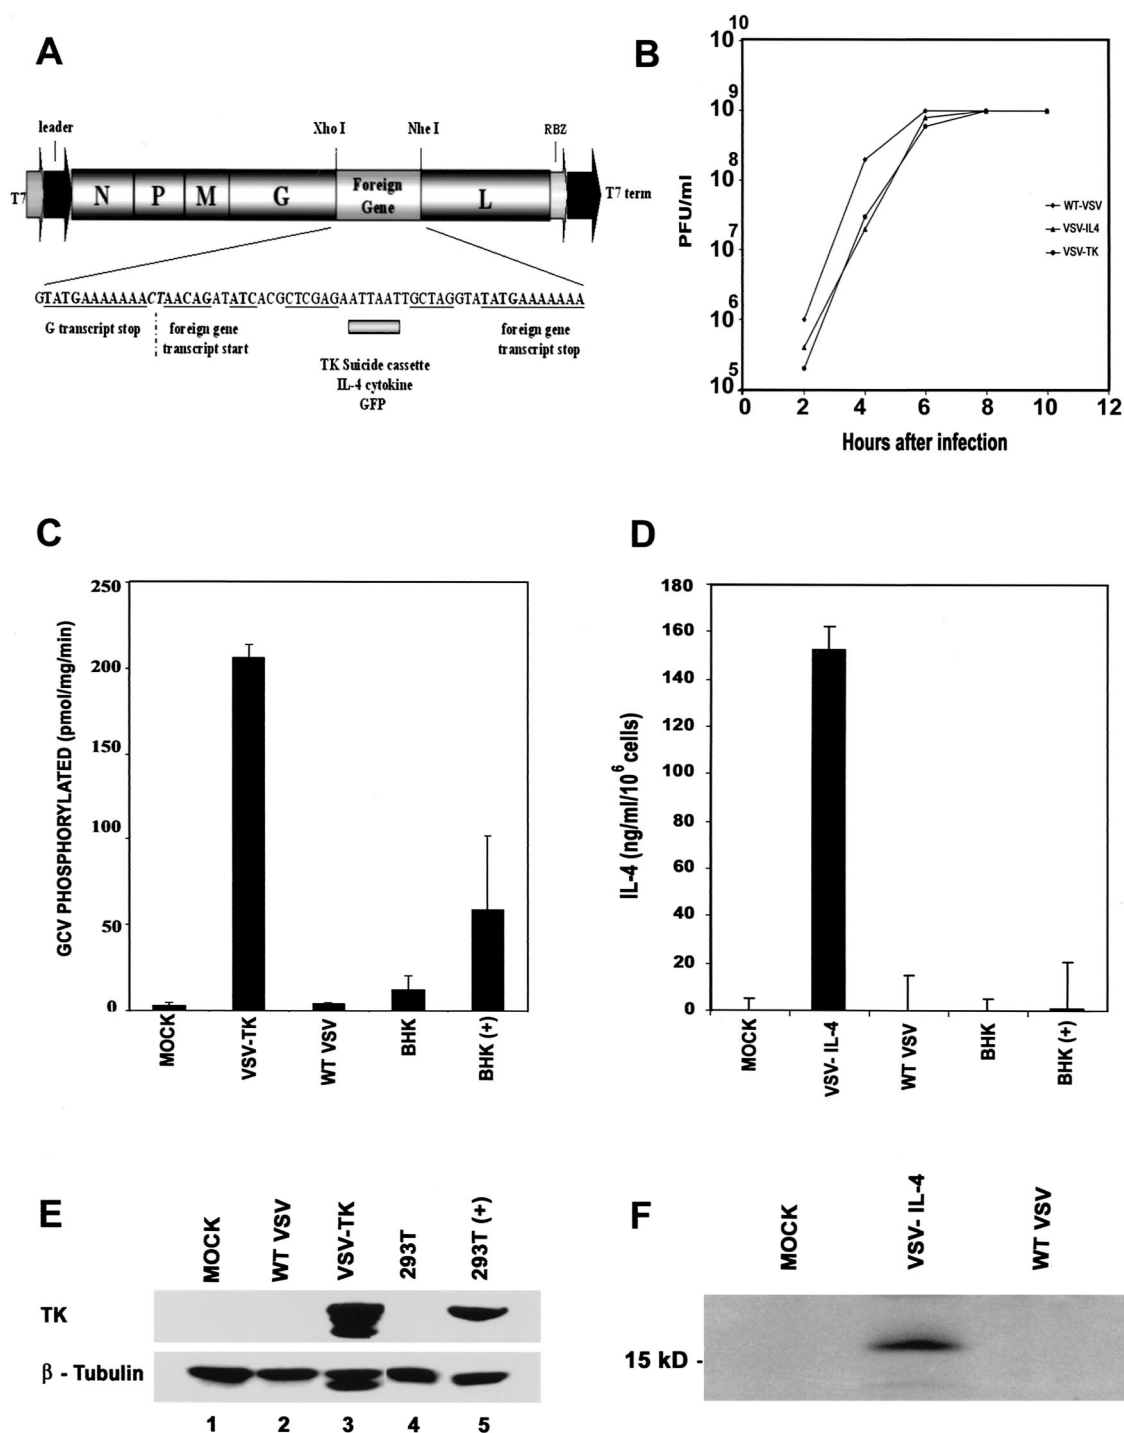 A
leader
Xho I
Nhe I
RBZ
T7
N
P
M
G
Foreign
Gene
L
T7 term
GTATGAAAAAAACTAACAGATATCACGCTCGAGAATTAATTGCTAGGTATATGAAAAAAA
G transcript stop
foreign gene
transcript start
foreign gene
transcript stop
TK Suicide cassette
IL-4 cytokine
GFP
B
PFU/ml
10^10
10^9
10^8
10^7
10^6
10^5
0 2 4 6 8 10 12
Hours after infection
WT-VSV
VSV-IL4
VSV-TK
C
GCV PHOSPHORYLATED (pmol/mg/min)
250
200
150
100
50
0
MOCK
VSV-TK
WT VSV
BHK
BHK (+)
D
IL-4 (ng/ml/10^6 cells)
180
160
140
120
100
80
60
40
20
0
MOCK
VSV- IL-4
WT VSV
BHK
BHK (+)
E
MOCK
WT VSV
VSV-TK
293T
293T (+)
TK
β - Tubulin
1 2 3 4 5
F
MOCK
VSV- IL-4
WT VSV
15 kD -